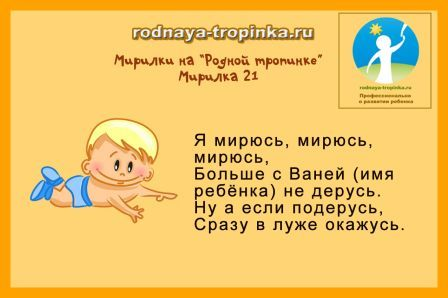 rodnaya-tropinka.ru
Мирилки на "Родной тропинке"
Мирилка 21
rodnaya-tropinka.ru
Профессионально
о развитии ребенка
Я мирюсь, мирюсь,
мирюсь,
Больше с Ваней (имя
ребёнка) не дерусь.
Ну а если подерусь,
Сразу в луже окажусь.